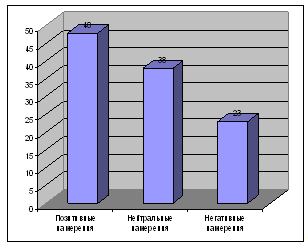 50
48
45
40
38
35
30
25
23
20
15
10
5
0
Позитивные
намерения
Нейтральные
намерения
Негативные
намерения